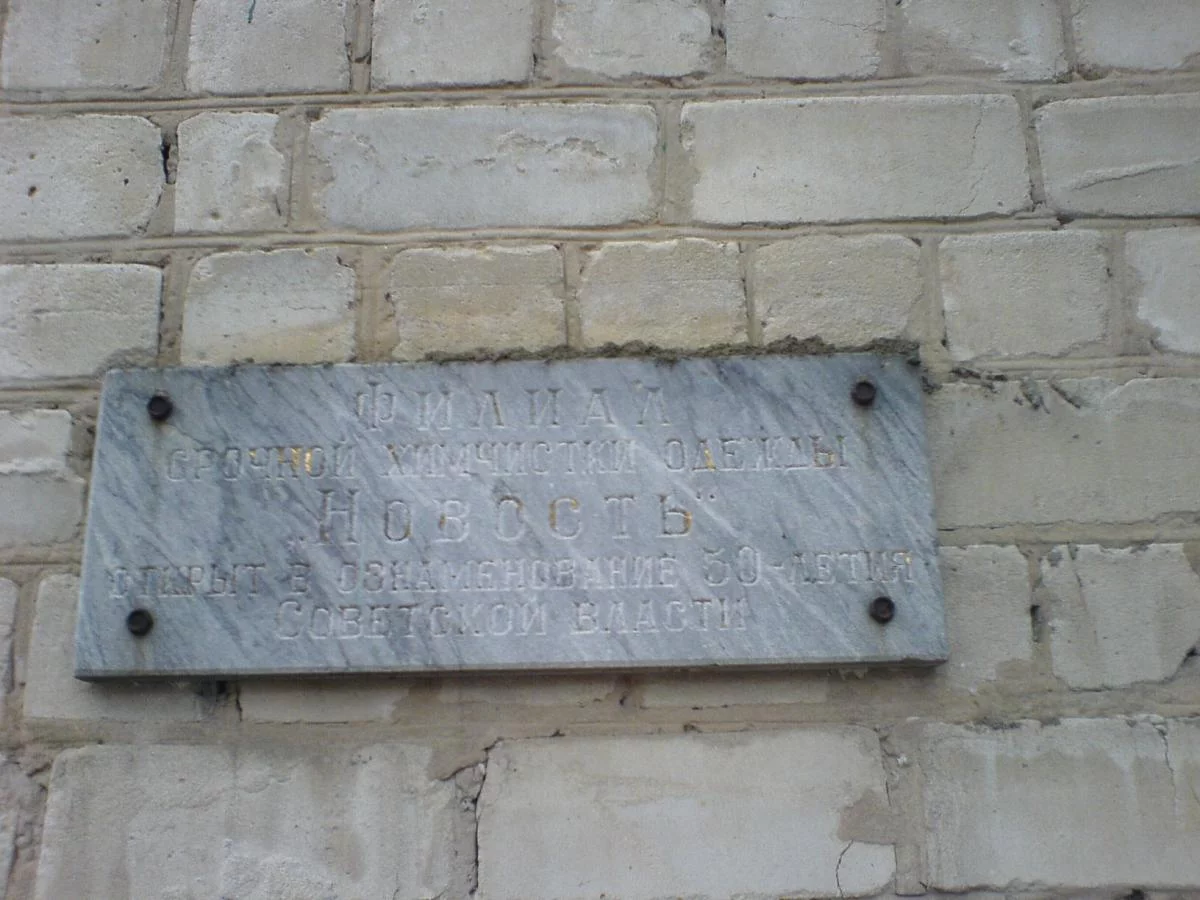 Филиал
срочной химчистки одежды
„Новость"
открыт в ознаменование 50-летия
Советской власти